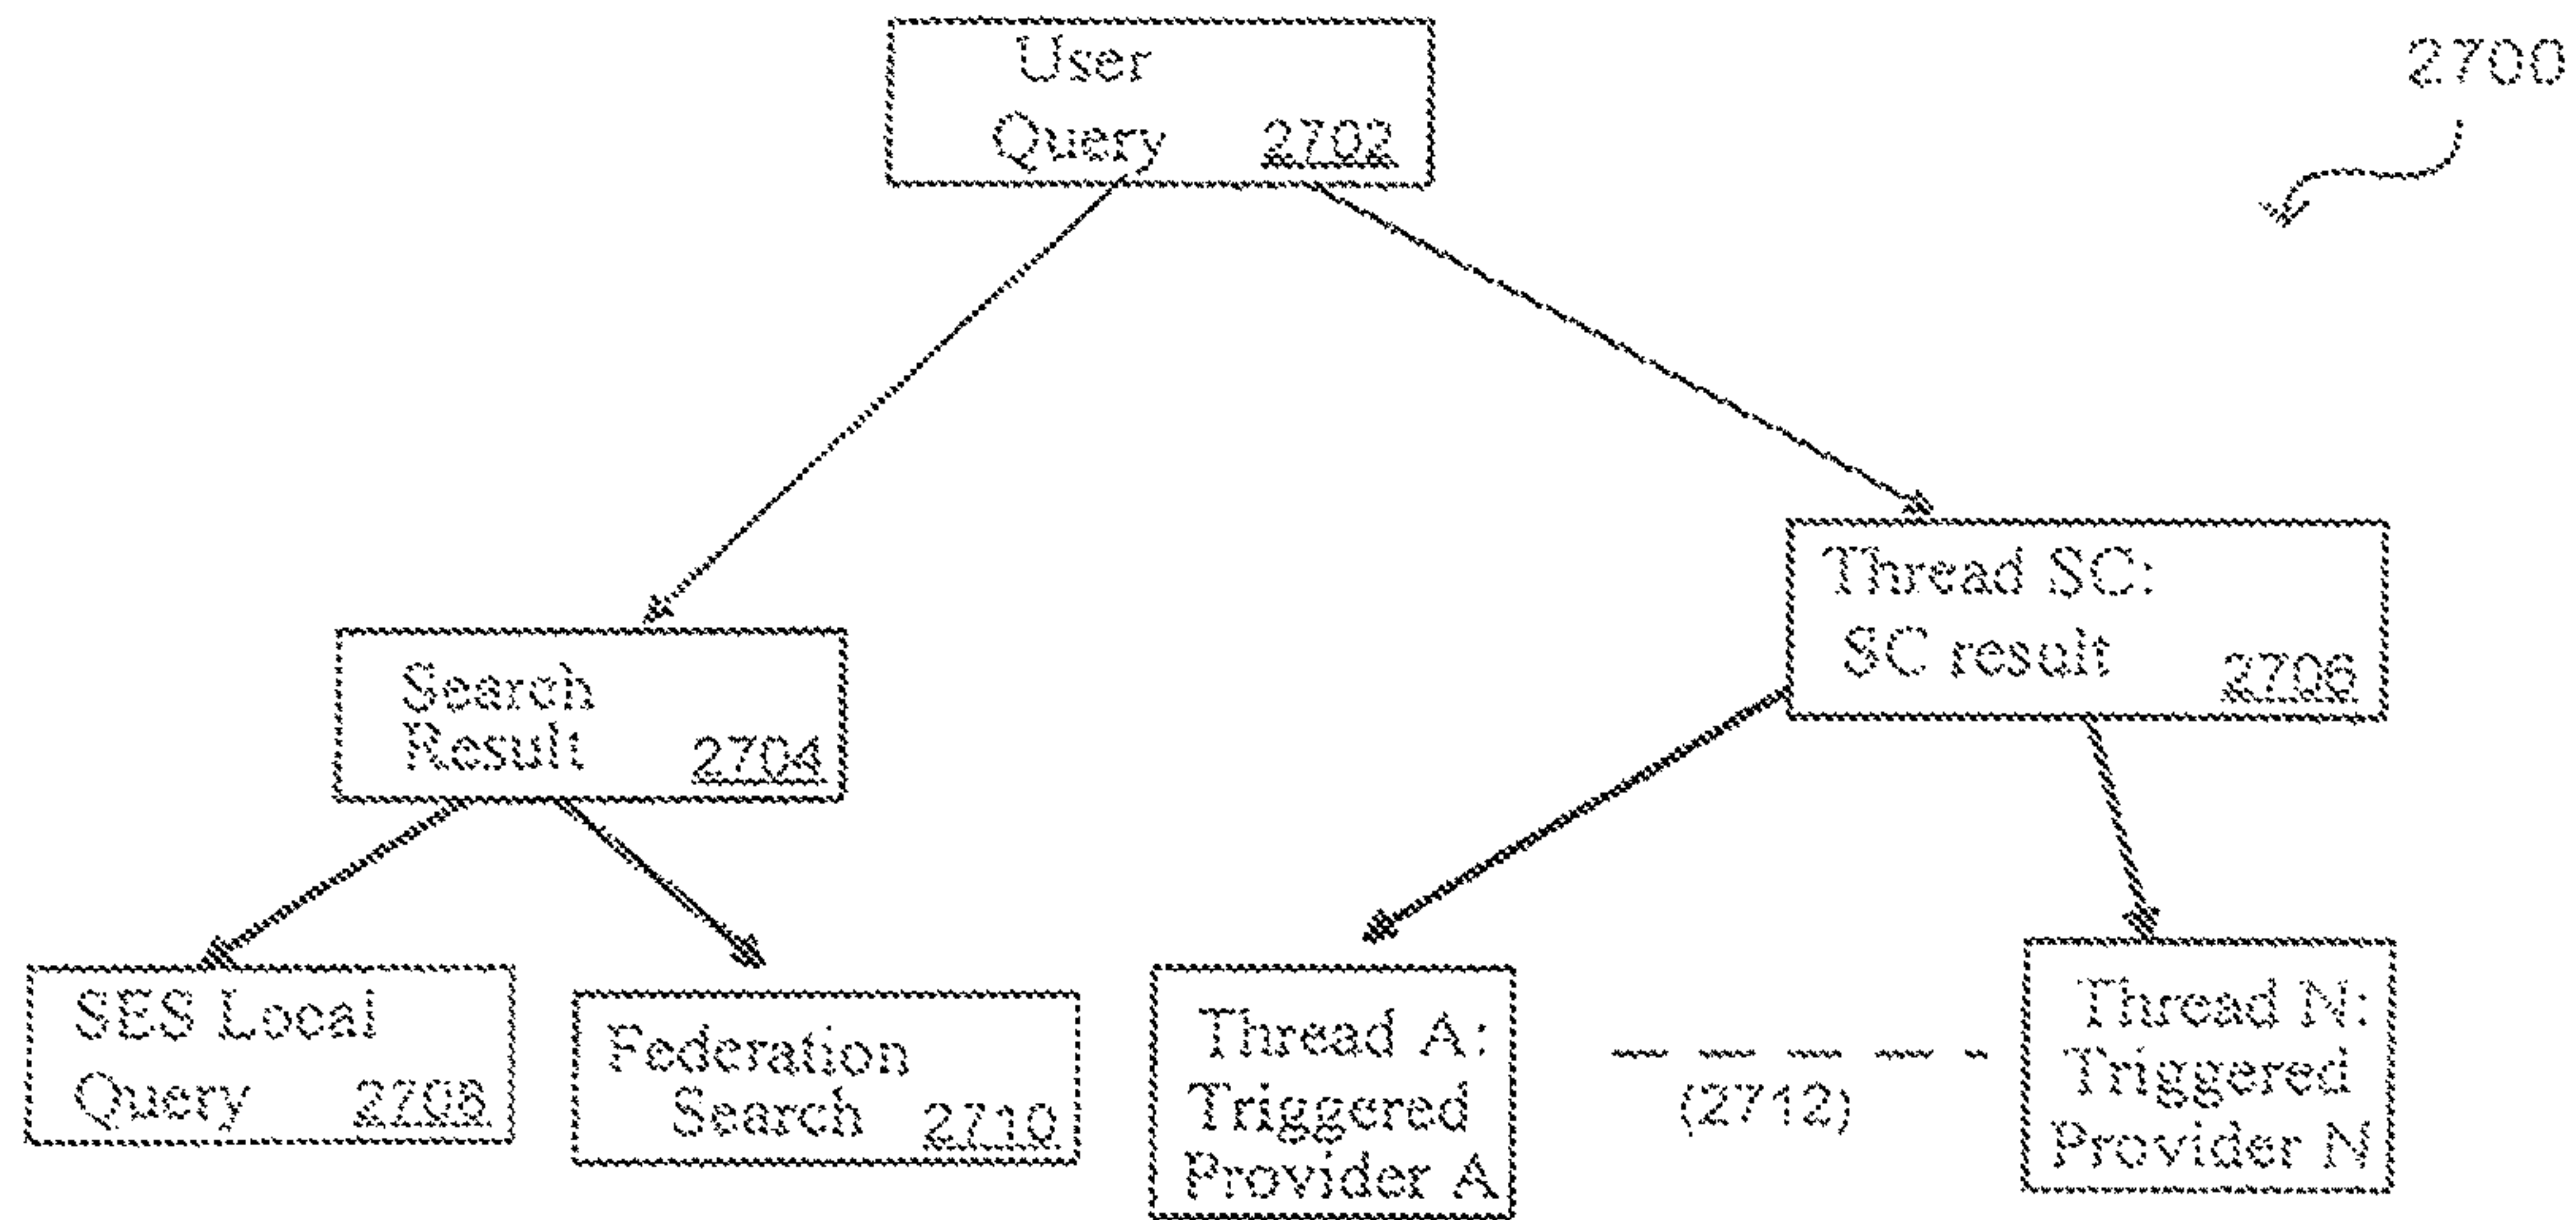 User
Query 2702
2700
Thread SC:
SC result 2706
Search
Result 2704
SES Local
Query 2708
Federation
Search 2710
Thread A:
Triggered
Provider A
(2712)
Thread N:
Triggered
Provider N